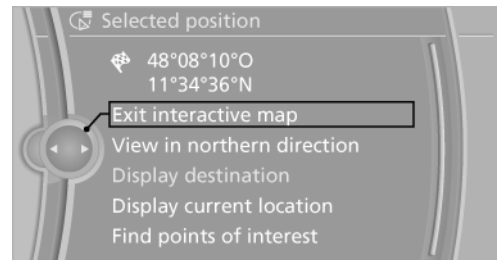 Selected position
48°08'10"O
11°34'36"N
Exit interactive map
View in northern direction
Display destination
Display current location
Find points of interest